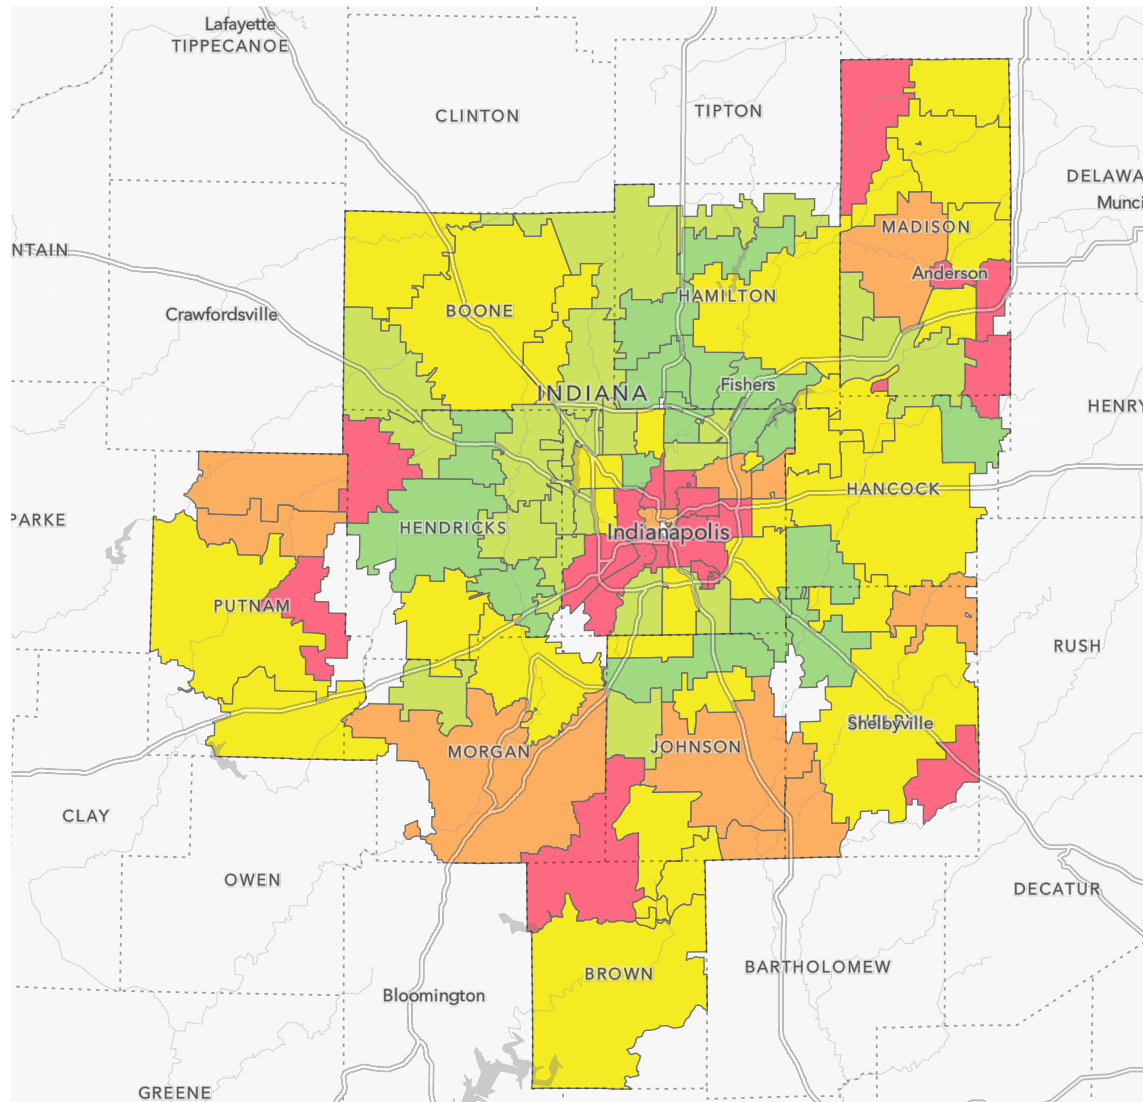 Lafayette
TIPPECANOE
CLINTON
TIPTON
DELAWA
Munci
NTAIN
MADISON
Anderson
HAMILTON
BOONE
Crawfordsville
Fishers
INDIANA
HENRY
HANCOCK
PARKE
HENDRICKS
Indianapolis
PUTNAM
RUSH
Shelbyville
MORGAN
JOHNSON
CLAY
OWEN
DECATUR
BROWN
BARTHOLOMEW
Bloomington
GREENE